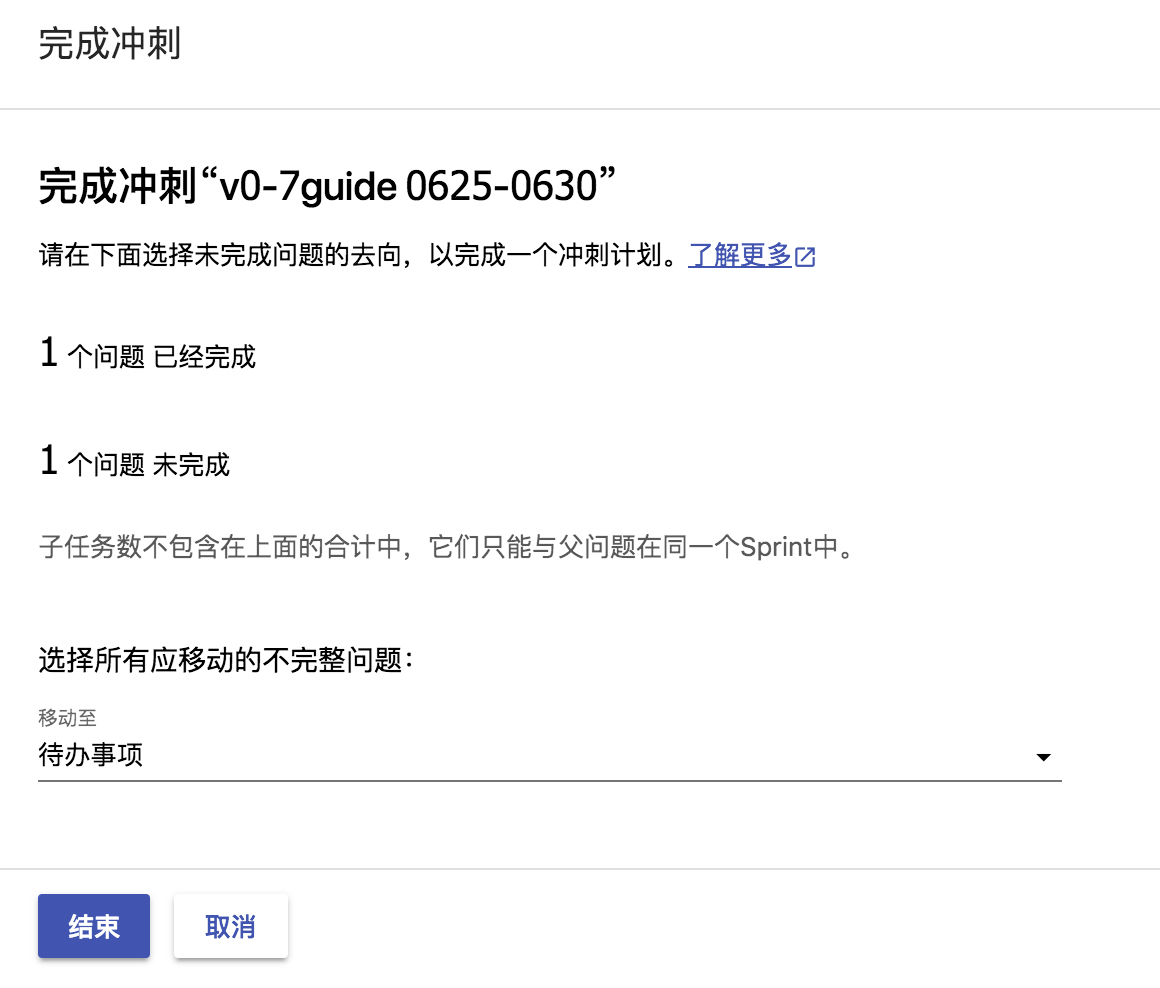 完成冲刺
完成冲刺“v0-7guide 0625-0630”
请在下面选择未完成问题的去向，以完成一个冲刺计划。了解更多
1 个问题 已经完成
1 个问题 未完成
子任务数不包含在上面的合计中，它们只能与父问题在同一个Sprint中。
选择所有应移动的不完整问题：
移动至
待办事项
结束 取消